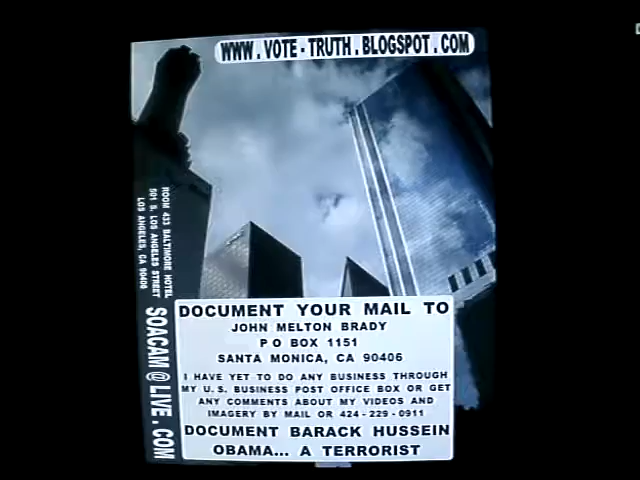 WWW.VOTE-TRUTH.BLOGSPOT.COM
ROOM 433 BALTIMORE HOTEL
501 S. LOS ANGELES STREET
LOS ANGELES, CA 90406
SOACAM@LIVE.COM
DOCUMENT YOUR MAIL TO
JOHN MELTON BRADY
P O BOX 1151
SANTA MONICA, CA 90406
I HAVE YET TO DO ANY BUSINESS THROUGH
MY U.S. BUSINESS POST OFFICE BOX OR GET
ANY COMMENTS ABOUT MY VIDEOS AND
IMAGERY BY MAIL OR 424-229-0911
DOCUMENT BARACK HUSSEIN
OBAMA... A TERRORIST